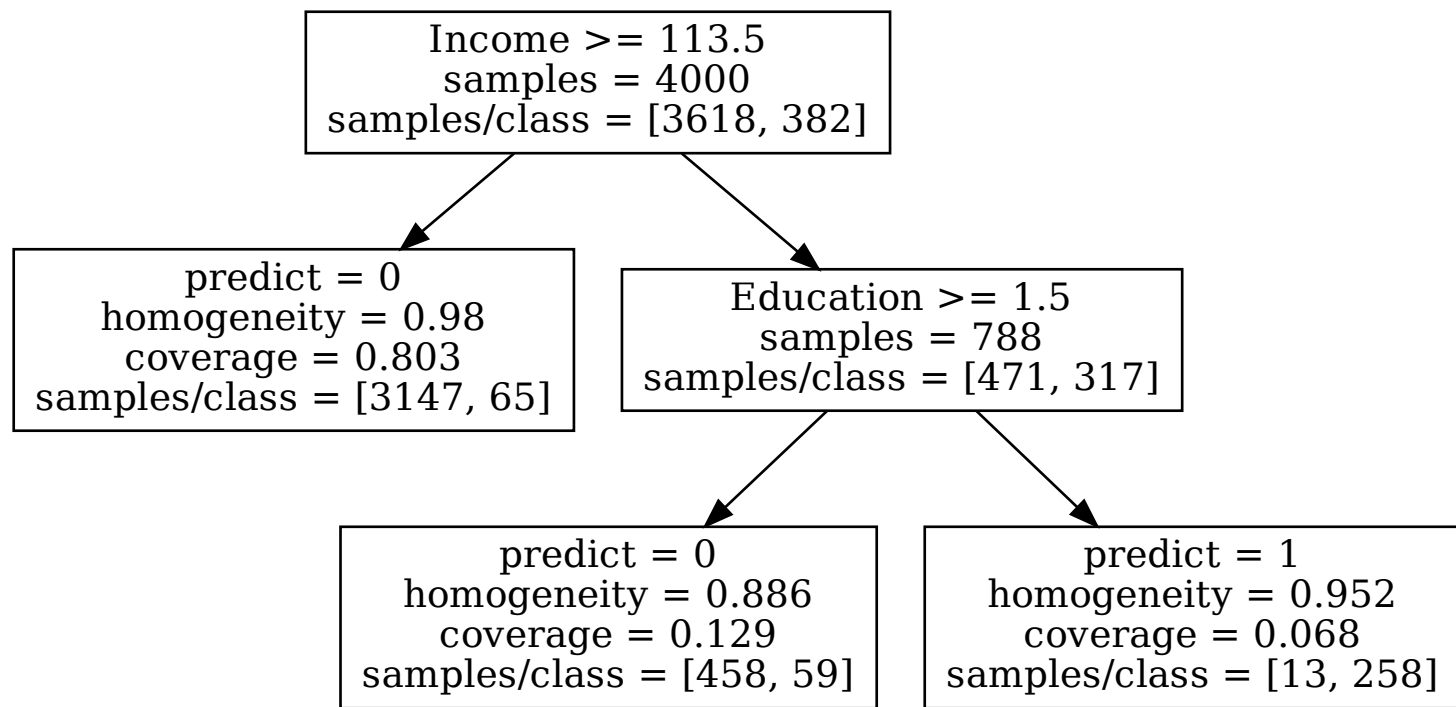 Income >= 113.5
samples = 4000
samples/class = [3618, 382]
predict = 0
homogeneity = 0.98
coverage = 0.803
samples/class = [3147, 65]
Education >= 1.5
samples = 788
samples/class = [471, 317]
predict = 0
homogeneity = 0.886
coverage = 0.129
samples/class = [458, 59]
predict = 1
homogeneity = 0.952
coverage = 0.068
samples/class = [13, 258]